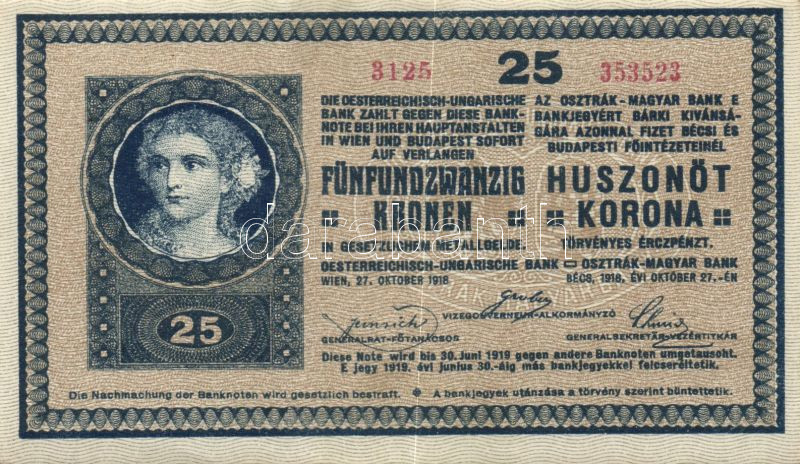 3125 25 353523
DIE OESTERREICHISCH-UNGARISCHE
BANK ZAHLT GEGEN DIESE BANK-
NOTE BEI IHREN HAUPTANSTALTEN
IN WIEN UND BUDAPEST SOFORT
AUF VERLANGEN
FÜNFUNDZWANZIG
KRONEN
IN GESETZLICHEM METALLGELDE.
OESTERREICHISCH-UNGARISCHE BANK
WIEN, 27. OKTOBER 1918
AZ OSZTRÁK-MAGYAR BANK E
BANKJEGYÉRT BÁRKI KIVÁNSÁ-
GÁRA AZONNAL FIZET BÉCSI ÉS
BUDAPESTI FŐINTÉZETEINÉL
HUSZONÖT
KORONA
TÖRVÉNYES ÉRCZPÉNZT.
OSZTRÁK-MAGYAR BANK
BÉCS, 1918. ÉVI OKTÓBER 27.-ÉN
25
Gruber
VIZEGOUVERNEUR-ALKORMÁNYZÓ
GENERALRAT-FŐTANÁCSOS
GENERALSEKRETÄR-VEZÉRTITKÁR
Diese Note wird bis 30. Juni 1919 gegen andere Banknoten umgetauscht.
E jegy 1919. évi junius 30.-áig más bankjegyekkel felcseréltetik.
Die Nachmachung der Banknoten wird gesetzlich bestraft. A bankjegyek utánzása a törvény szerint büntettetik.
darabanth